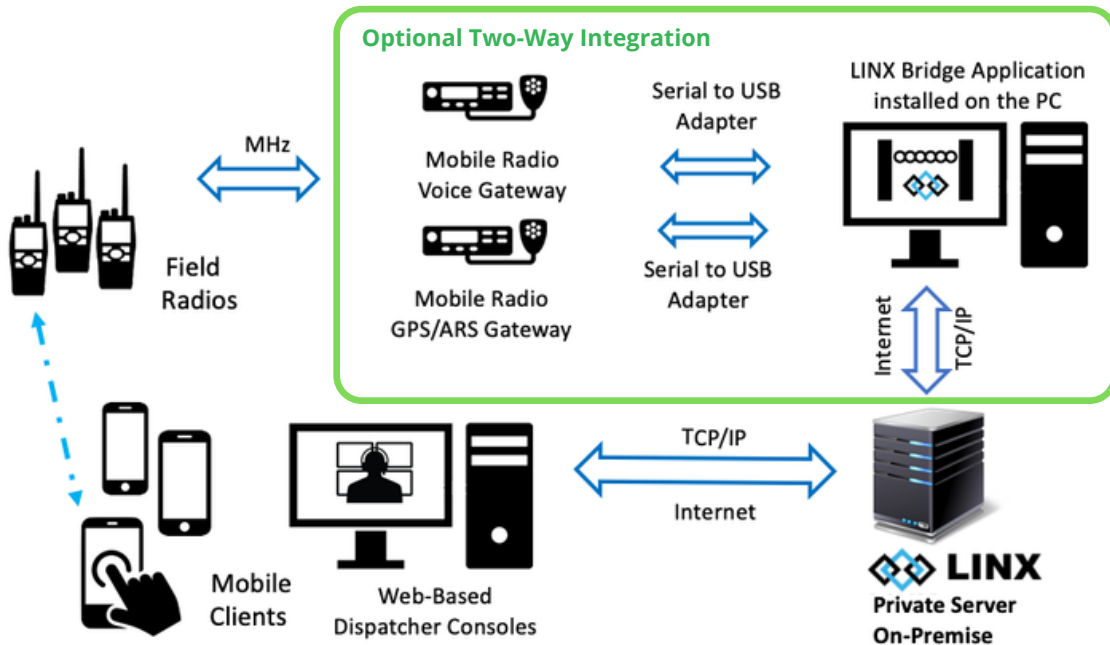 Optional Two-Way Integration
MHz
Mobile Radio
Voice Gateway
Serial to USB
Adapter
LINX Bridge Application
installed on the PC
Field
Radios
Mobile Radio
GPS/ARS Gateway
Serial to USB
Adapter
Internet
TCP/IP
Mobile
Clients
Web-Based
Dispatcher Consoles
TCP/IP
Internet
LINX
Private Server
On-Premise